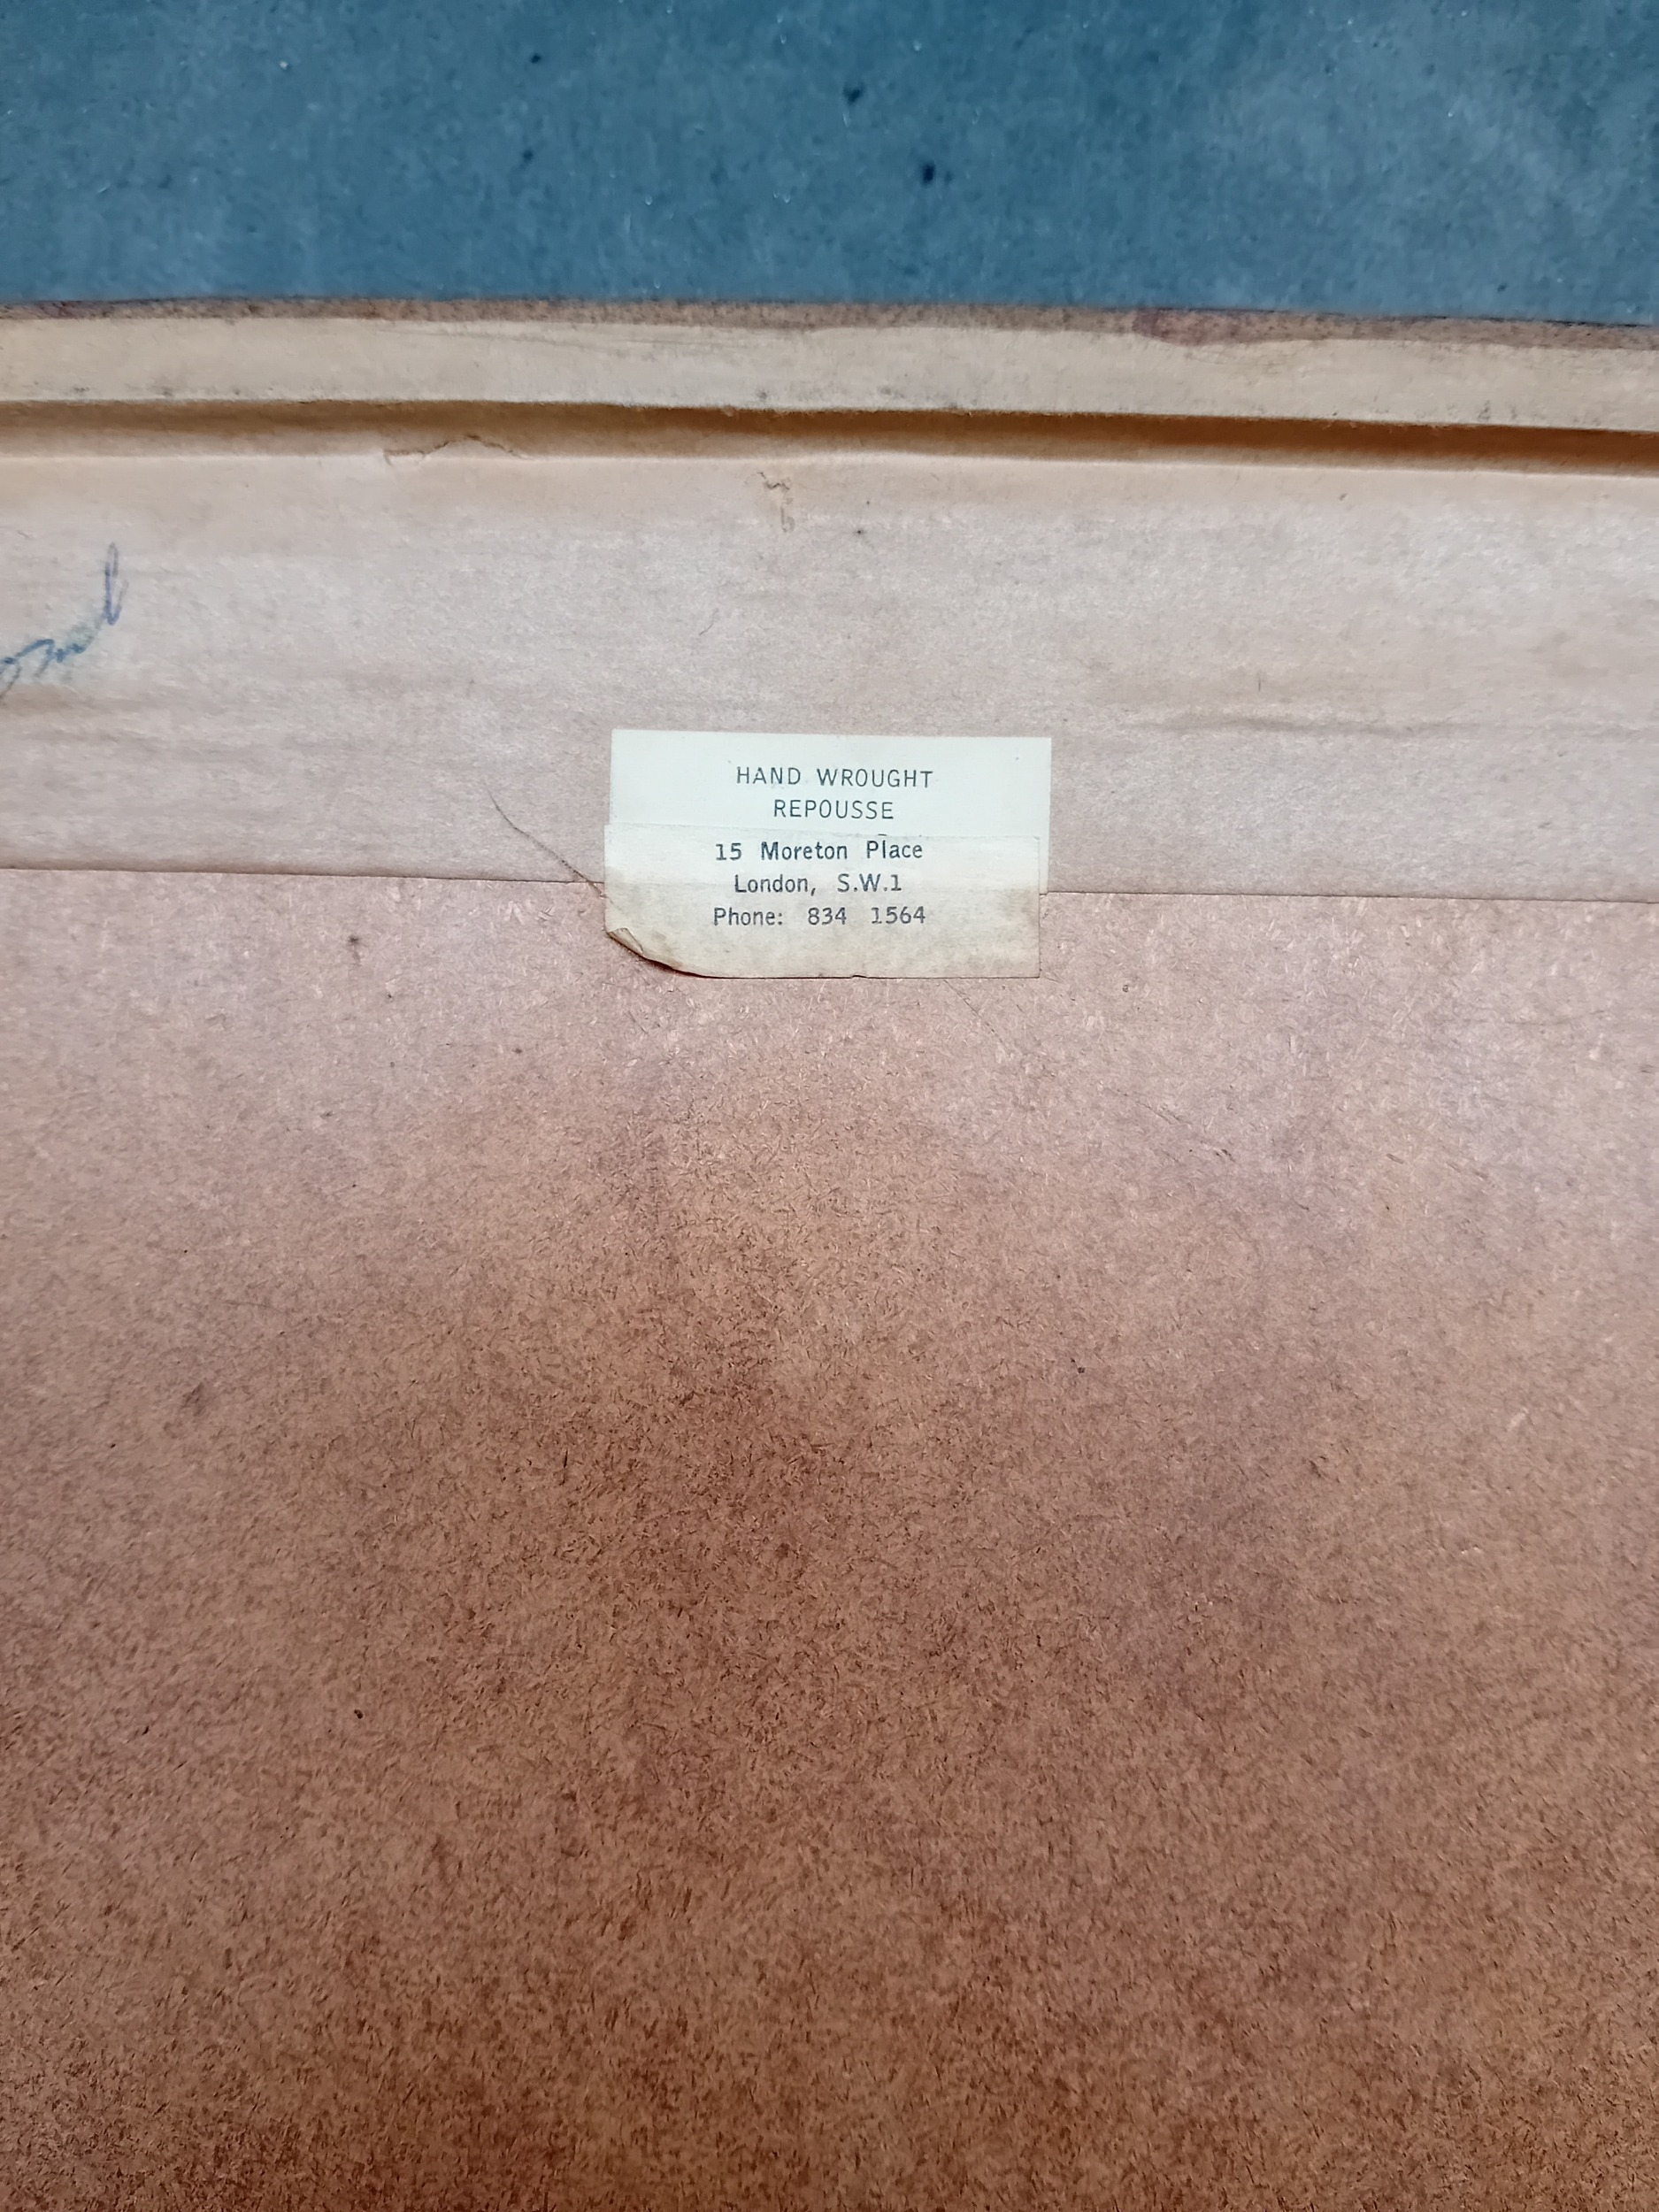 HAND WROUGHT
REPOUSSE
15 Moreton Place
London, S.W.1
Phone: 834 1564